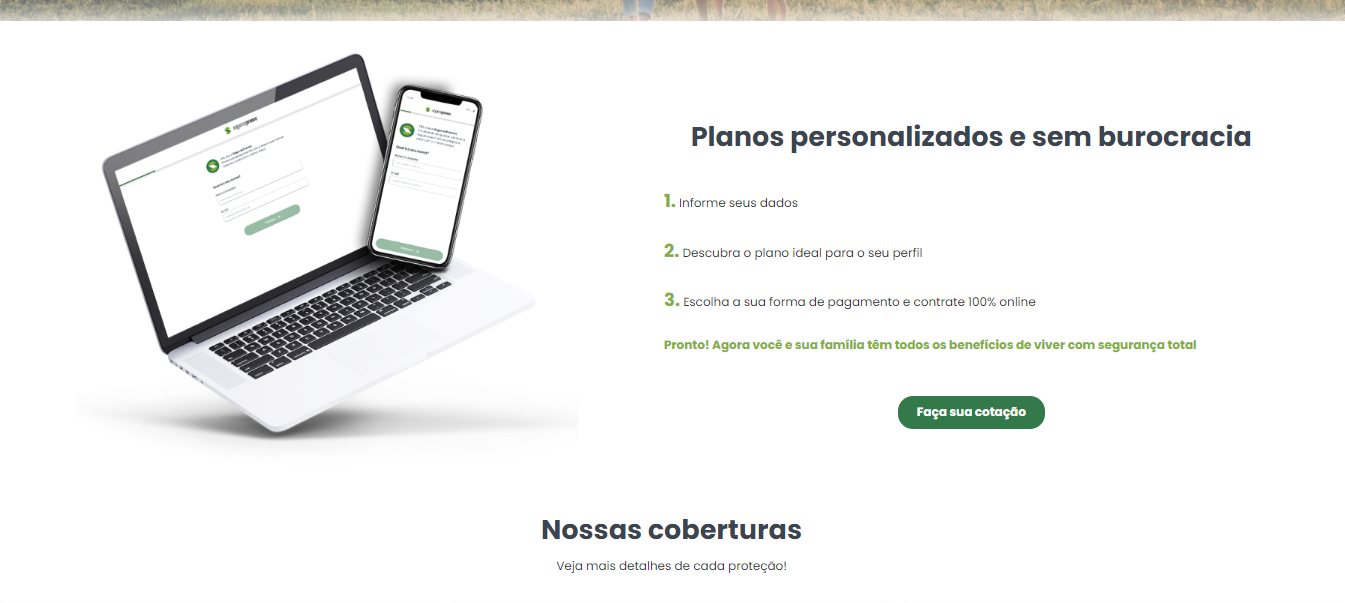 Planos personalizados e sem burocracia
1. Informe seus dados
2. Descubra o plano ideal para o seu perfil
3. Escolha a sua forma de pagamento e contrate 100% online
Pronto! Agora você e sua família têm todos os benefícios de viver com segurança total
Faça sua cotação
Nossas coberturas
Veja mais detalhes de cada proteção!